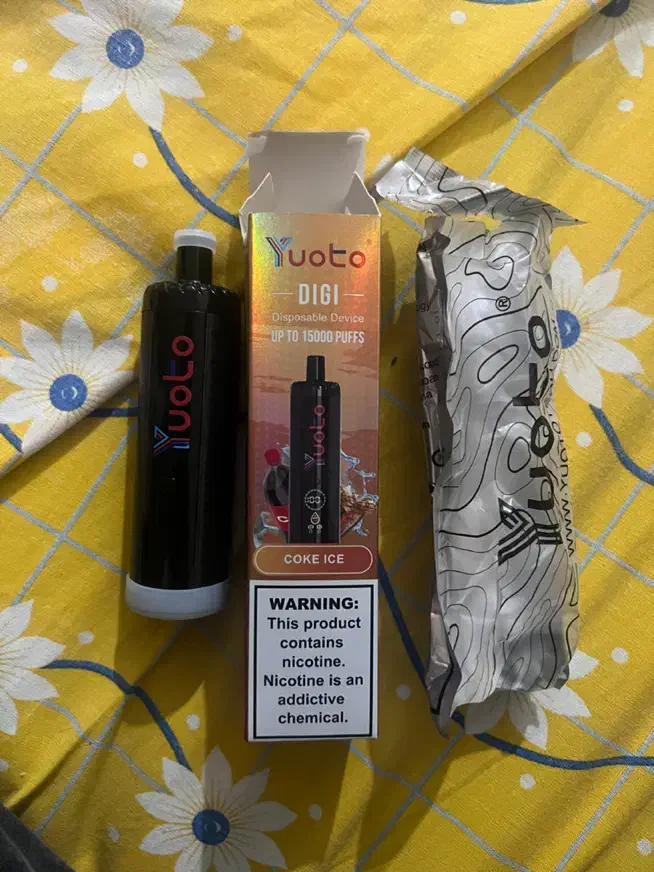 Yuoto
Yuoto®
DIGI
Disposable Device
UP TO 15000 PUFFS
Yuoto
100
COKE ICE
WARNING:
This product
contains
nicotine.
Nicotine is an
addictive
chemical.
Yuoto®